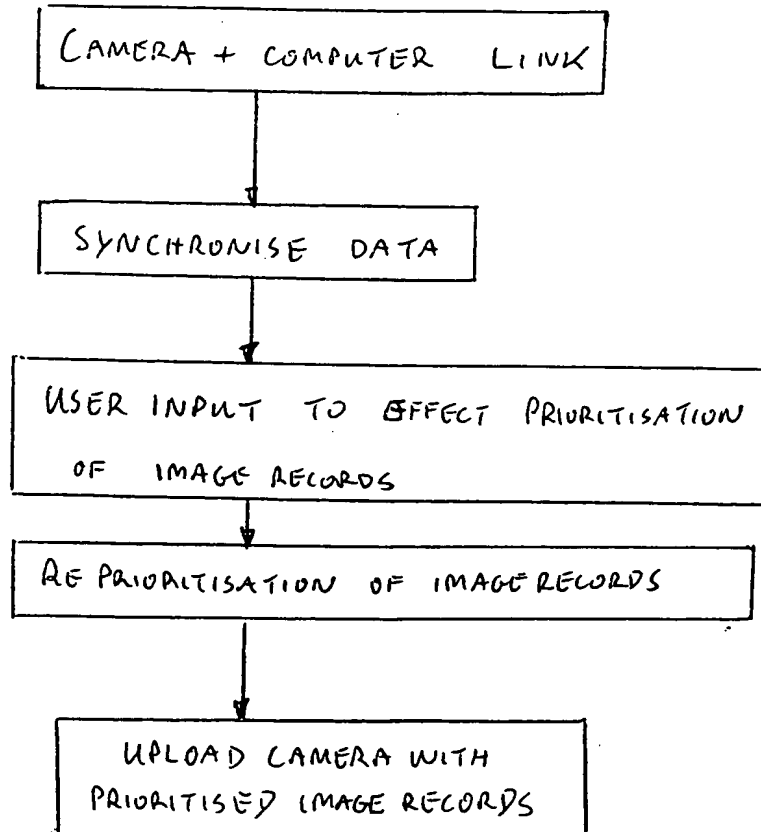 CAMERA + COMPUTER LINK
SYNCHRONISE DATA
USER INPUT TO EFFECT PRIORITISATION
OF IMAGE RECORDS
RE PRIORITISATION OF IMAGE RECORDS
UPLOAD CAMERA WITH
PRIORITISED IMAGE RECORDS